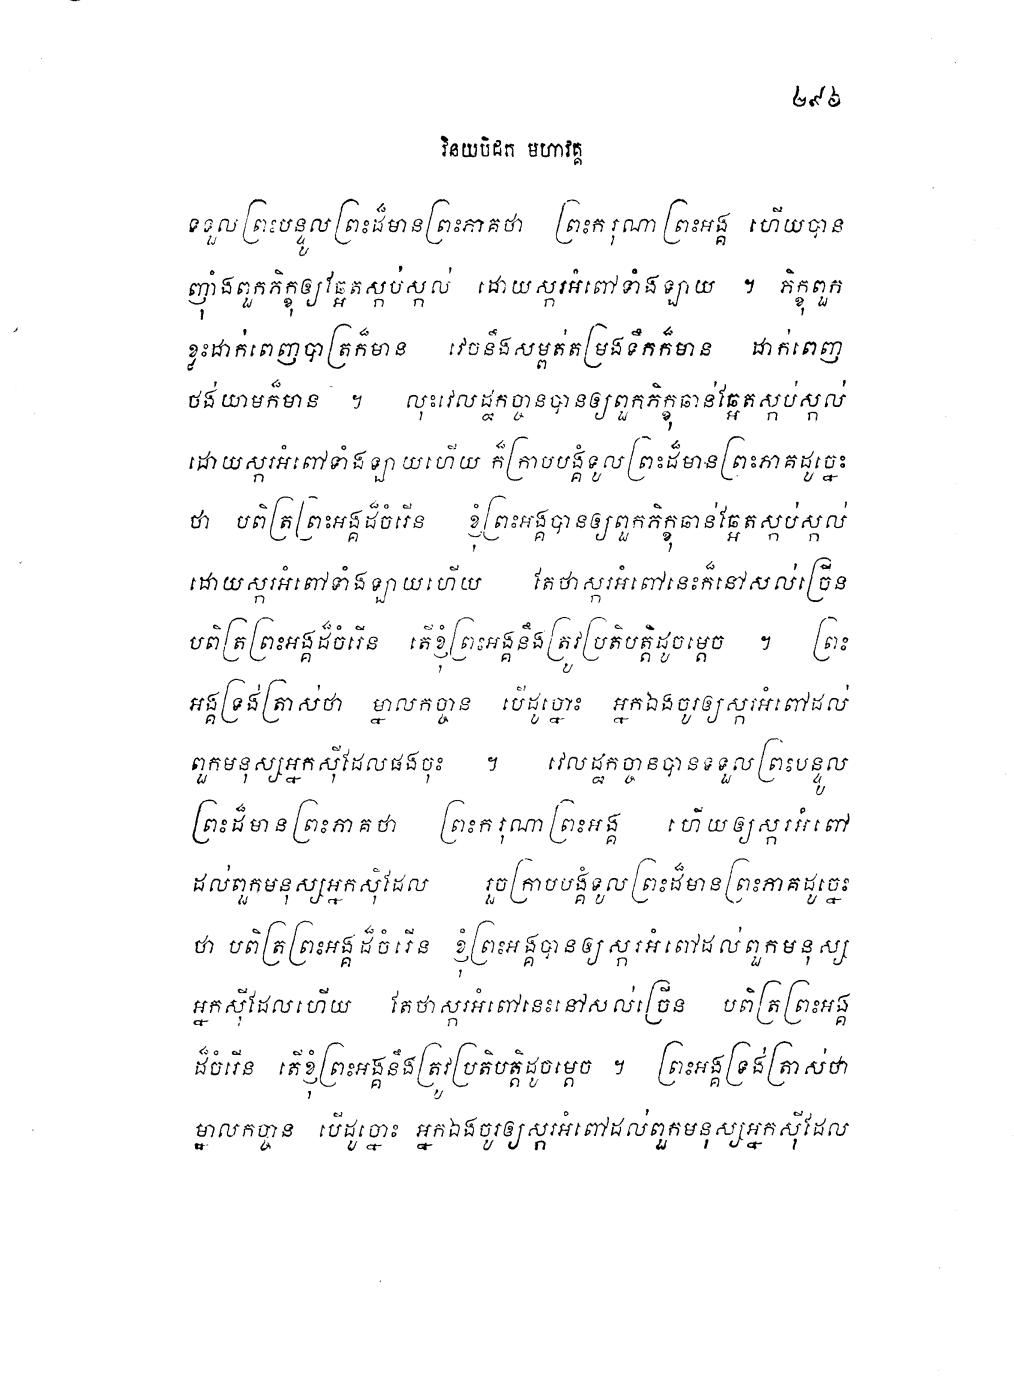 ២៩៦
វិនយបិដក មហាវគ្គ
ទទួលព្រះបន្ទូលព្រះដ៏មានព្រះភាគថា ព្រះករុណាព្រះអង្គ ហើយបាន
ញ៉ាំងពួកភិក្ខុឲ្យឆ្អែតស្កប់ស្កល់ ដោយស្ករអំពៅទាំងឡាយ ។ ភិក្ខុពួក
ខ្លះដាក់ពេញបាត្រក៏មាន វេចនឹងសម្ពត់តម្រងទឹកក៏មាន ដាក់ពេញ
ថង់យាមក៏មាន ។ លុះវេលដ្ឋកច្ចានបានឲ្យពួកភិក្ខុឆាន់ឆ្អែតស្កប់ស្កល់
ដោយស្ករអំពៅទាំងឡាយហើយ ក៏ក្រាបបង្គំទូលព្រះដ៏មានព្រះភាគដូច្នេះ
ថា បពិត្រព្រះអង្គដ៏ចំរើន ខ្ញុំព្រះអង្គបានឲ្យពួកភិក្ខុឆាន់ឆ្អែតស្កប់ស្កល់
ដោយស្ករអំពៅទាំងឡាយហើយ តែថាស្ករអំពៅនេះក៏នៅសល់ច្រើន
បពិត្រព្រះអង្គដ៏ចំរើន តើខ្ញុំព្រះអង្គនឹងត្រូវប្រតិបត្តិដូចម្តេច ។ ព្រះ
អង្គទ្រង់ត្រាស់ថា ម្នាលកច្ចាន បើដូច្នោះ អ្នកឯងចូរឲ្យស្ករអំពៅដល់
ពួកមនុស្សអ្នកស៊ីដែលផងចុះ ។ វេលដ្ឋកច្ចានបានទទួលព្រះបន្ទូល
ព្រះដ៏មានព្រះភាគថា ព្រះករុណាព្រះអង្គ ហើយឲ្យស្ករអំពៅ
ដល់ពួកមនុស្សអ្នកស៊ីដែល រួចក្រាបបង្គំទូលព្រះដ៏មានព្រះភាគដូច្នេះ
ថា បពិត្រព្រះអង្គដ៏ចំរើន ខ្ញុំព្រះអង្គបានឲ្យស្ករអំពៅដល់ពួកមនុស្ស
អ្នកស៊ីដែលហើយ តែថាស្ករអំពៅនេះនៅសល់ច្រើន បពិត្រព្រះអង្គ
ដ៏ចំរើន តើខ្ញុំព្រះអង្គនឹងត្រូវប្រតិបត្តិដូចម្តេច ។ ព្រះអង្គទ្រង់ត្រាស់ថា
ម្នាលកច្ចាន បើដូច្នោះ អ្នកឯងចូរឲ្យស្ករអំពៅដល់ពួកមនុស្សអ្នកស៊ីដែល